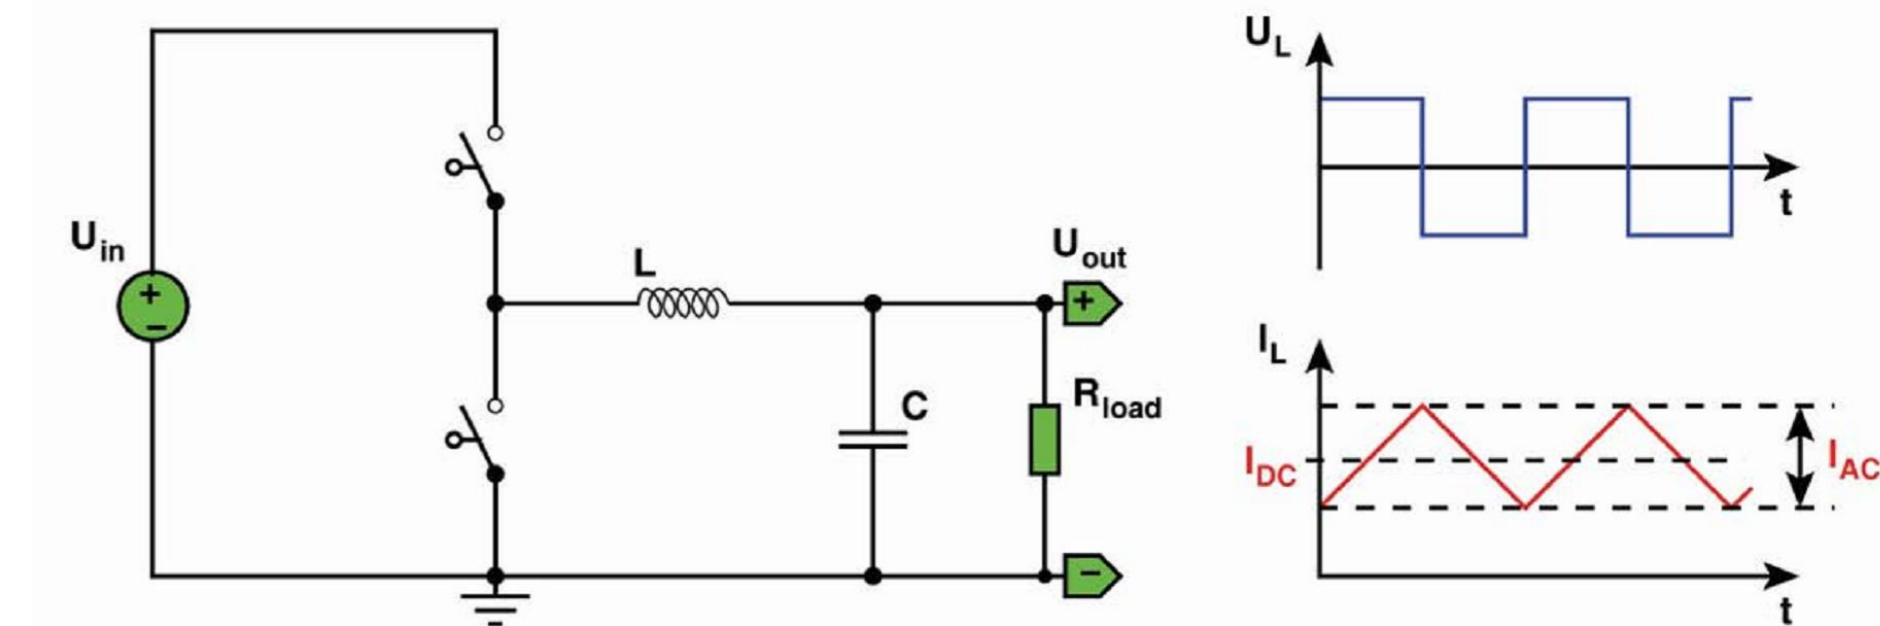 U_in
+
−
L
C
U_out
+
R_load
−
U_L
t
I_L
I_DC
I_AC
t